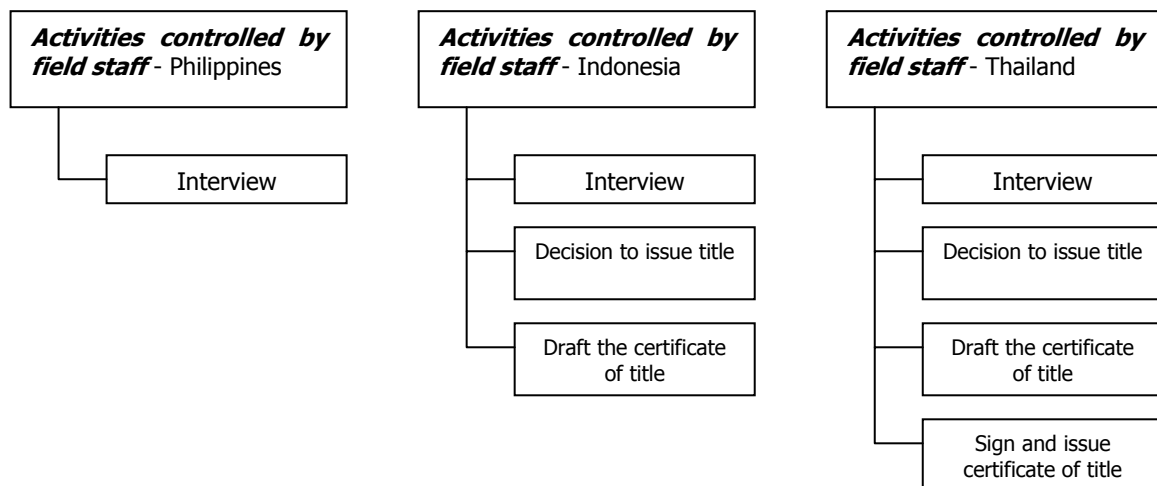 Activities controlled by
field staff - Philippines
Interview
Activities controlled by
field staff - Indonesia
Interview
Decision to issue title
Draft the certificate
of title
Activities controlled by
field staff - Thailand
Interview
Decision to issue title
Draft the certificate
of title
Sign and issue
certificate of title